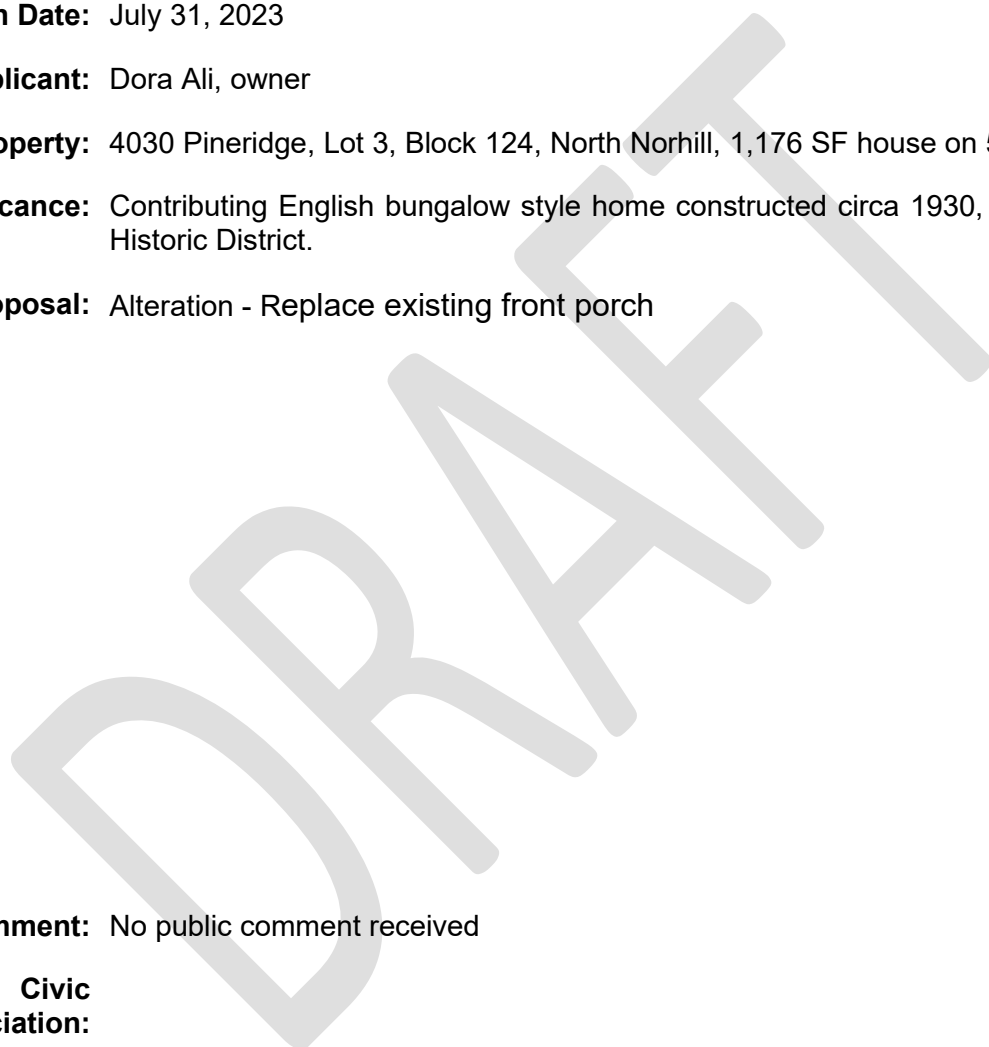 n Date: July 31, 2023
plicant: Dora Ali, owner
operty: 4030 Pineridge, Lot 3, Block 124, North Norhill, 1,176 SF house on
cance: Contributing English bungalow style home constructed circa 1930,
Historic District.
oposal: Alteration - Replace existing front porch
nment: No public comment received
Civic
ciation:
DRAFT